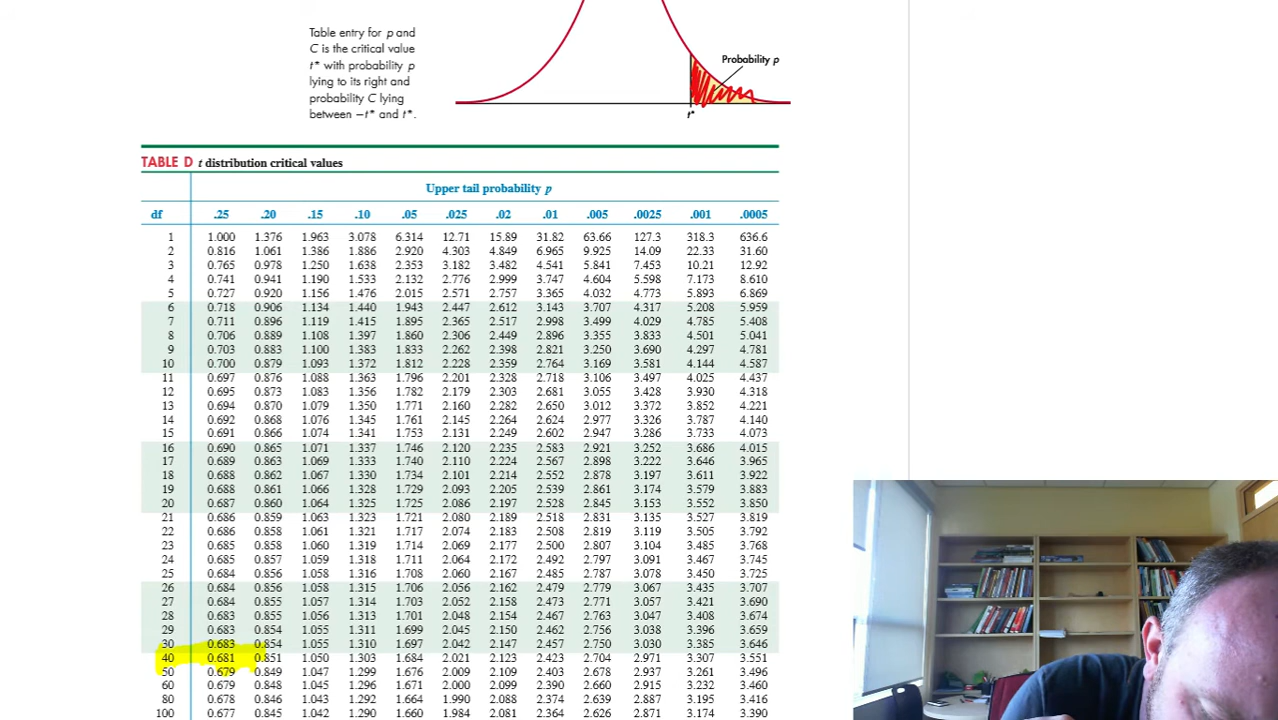 Table entry for p and
C is the critical value
t* with probability p
lying to its right and
probability C lying
between −t* and t*.
Probability p
t*
TABLE D t distribution critical values
Upper tail probability p
df .25 .20 .15 .10 .05 .025 .02 .01 .005 .0025 .001 .0005
1 1.000 1.376 1.963 3.078 6.314 12.71 15.89 31.82 63.66 127.3 318.3 636.6
2 0.816 1.061 1.386 1.886 2.920 4.303 4.849 6.965 9.925 14.09 22.33 31.60
3 0.765 0.978 1.250 1.638 2.353 3.182 3.482 4.541 5.841 7.453 10.21 12.92
4 0.741 0.941 1.190 1.533 2.132 2.776 2.999 3.747 4.604 5.598 7.173 8.610
5 0.727 0.920 1.156 1.476 2.015 2.571 2.757 3.365 4.032 4.773 5.893 6.869
6 0.718 0.906 1.134 1.440 1.943 2.447 2.612 3.143 3.707 4.317 5.208 5.959
7 0.711 0.896 1.119 1.415 1.895 2.365 2.517 2.998 3.499 4.029 4.785 5.408
8 0.706 0.889 1.108 1.397 1.860 2.306 2.449 2.896 3.355 3.833 4.501 5.041
9 0.703 0.883 1.100 1.383 1.833 2.262 2.398 2.821 3.250 3.690 4.297 4.781
10 0.700 0.879 1.093 1.372 1.812 2.228 2.359 2.764 3.169 3.581 4.144 4.587
11 0.697 0.876 1.088 1.363 1.796 2.201 2.328 2.718 3.106 3.497 4.025 4.437
12 0.695 0.873 1.083 1.356 1.782 2.179 2.303 2.681 3.055 3.428 3.930 4.318
13 0.694 0.870 1.079 1.350 1.771 2.160 2.282 2.650 3.012 3.372 3.852 4.221
14 0.692 0.868 1.076 1.345 1.761 2.145 2.264 2.624 2.977 3.326 3.787 4.140
15 0.691 0.866 1.074 1.341 1.753 2.131 2.249 2.602 2.947 3.286 3.733 4.073
16 0.690 0.865 1.071 1.337 1.746 2.120 2.235 2.583 2.921 3.252 3.686 4.015
17 0.689 0.863 1.069 1.333 1.740 2.110 2.224 2.567 2.898 3.222 3.646 3.965
18 0.688 0.862 1.067 1.330 1.734 2.101 2.214 2.552 2.878 3.197 3.611 3.922
19 0.688 0.861 1.066 1.328 1.729 2.093 2.205 2.539 2.861 3.174 3.579 3.883
20 0.687 0.860 1.064 1.325 1.725 2.086 2.197 2.528 2.845 3.153 3.552 3.850
21 0.686 0.859 1.063 1.323 1.721 2.080 2.189 2.518 2.831 3.135 3.527 3.819
22 0.686 0.858 1.061 1.321 1.717 2.074 2.183 2.508 2.819 3.119 3.505 3.792
23 0.685 0.858 1.060 1.319 1.714 2.069 2.177 2.500 2.807 3.104 3.485 3.768
24 0.685 0.857 1.059 1.318 1.711 2.064 2.172 2.492 2.797 3.091 3.467 3.745
25 0.684 0.856 1.058 1.316 1.708 2.060 2.167 2.485 2.787 3.078 3.450 3.725
26 0.684 0.856 1.058 1.315 1.706 2.056 2.162 2.479 2.779 3.067 3.435 3.707
27 0.684 0.855 1.057 1.314 1.703 2.052 2.158 2.473 2.771 3.057 3.421 3.690
28 0.683 0.855 1.056 1.313 1.701 2.048 2.154 2.467 2.763 3.047 3.408 3.674
29 0.683 0.854 1.055 1.311 1.699 2.045 2.150 2.462 2.756 3.038 3.396 3.659
30 0.683 0.854 1.055 1.310 1.697 2.042 2.147 2.457 2.750 3.030 3.385 3.646
40 0.681 0.851 1.050 1.303 1.684 2.021 2.123 2.423 2.704 2.971 3.307 3.551
50 0.679 0.849 1.047 1.299 1.676 2.009 2.109 2.403 2.678 2.937 3.261 3.496
60 0.679 0.848 1.045 1.296 1.671 2.000 2.099 2.390 2.660 2.915 3.232 3.460
80 0.678 0.846 1.043 1.292 1.664 1.990 2.088 2.374 2.639 2.887 3.195 3.416
100 0.677 0.845 1.042 1.290 1.660 1.984 2.081 2.364 2.626 2.871 3.174 3.390